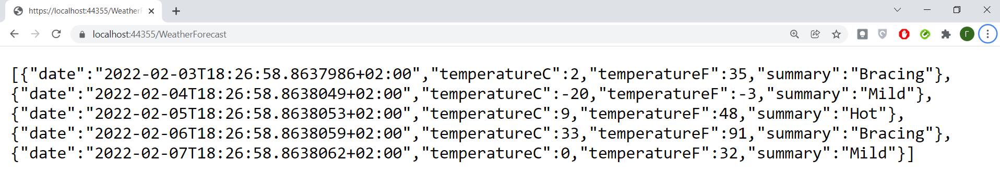 https://localhost:44355/WeatherF
localhost:44355/WeatherForecast
Г
[{"date":"2022-02-03T18:26:58.8637986+02:00","temperatureC":2,"temperatureF":35,"summary":"Bracing"},
{"date":"2022-02-04T18:26:58.8638049+02:00","temperatureC":-20,"temperatureF":-3,"summary":"Mild"},
{"date":"2022-02-05T18:26:58.8638053+02:00","temperatureC":9,"temperatureF":48,"summary":"Hot"},
{"date":"2022-02-06T18:26:58.8638059+02:00","temperatureC":33,"temperatureF":91,"summary":"Bracing"},
{"date":"2022-02-07T18:26:58.8638062+02:00","temperatureC":0,"temperatureF":32,"summary":"Mild"}]